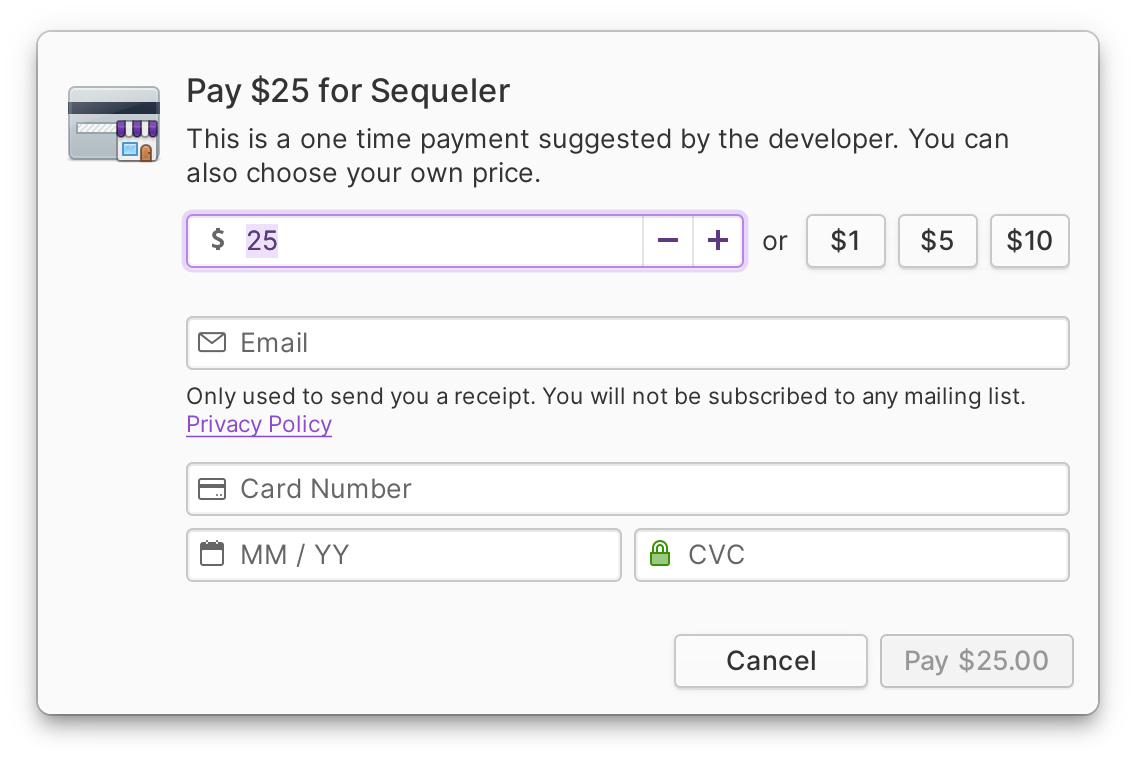 Pay $25 for Sequeler
This is a one time payment suggested by the developer. You can
also choose your own price.
$ 25 − + or $1 $5 $10
Email
Only used to send you a receipt. You will not be subscribed to any mailing list.
Privacy Policy
Card Number
MM / YY CVC
Cancel Pay $25.00